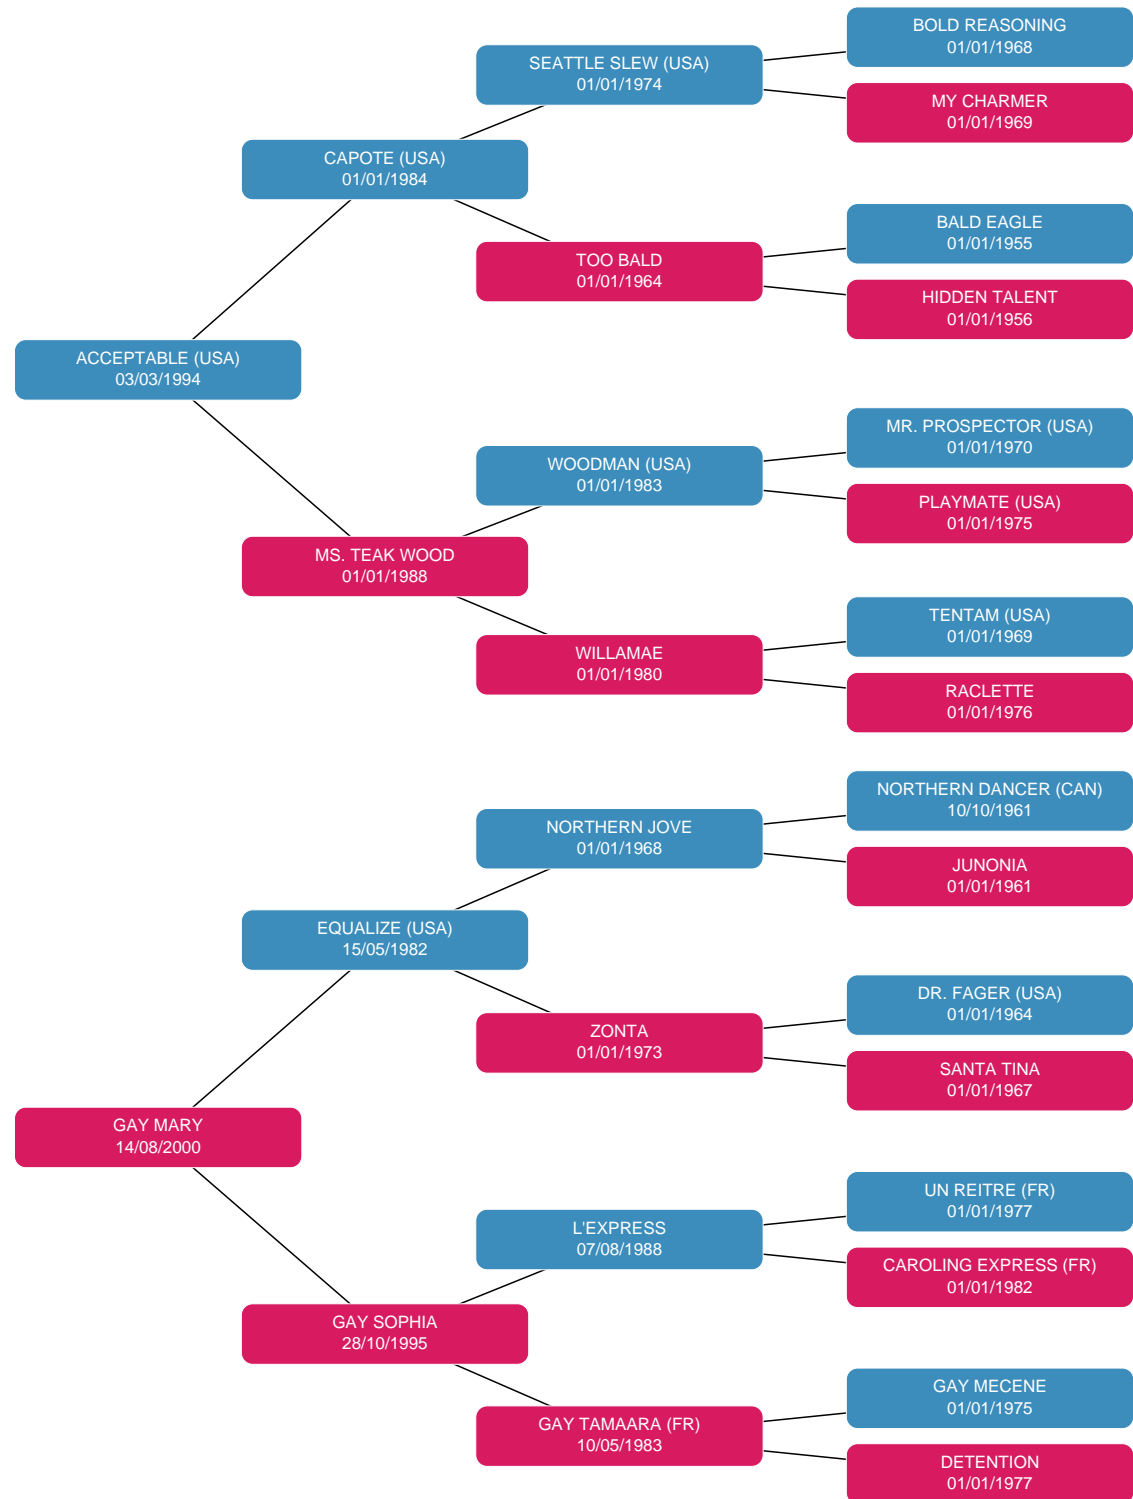 BOLD REASONING
01/01/1968
SEATTLE SLEW (USA)
01/01/1974
MY CHARMER
01/01/1969
CAPOTE (USA)
01/01/1984
BALD EAGLE
01/01/1955
TOO BALD
01/01/1964
HIDDEN TALENT
01/01/1956
ACCEPTABLE (USA)
03/03/1994
MR. PROSPECTOR (USA)
01/01/1970
WOODMAN (USA)
01/01/1983
PLAYMATE (USA)
01/01/1975
MS. TEAK WOOD
01/01/1988
TENTAM (USA)
01/01/1969
WILLAMAE
01/01/1980
RACLETTE
01/01/1976
NORTHERN DANCER (CAN)
10/10/1961
NORTHERN JOVE
01/01/1968
JUNONIA
01/01/1961
EQUALIZE (USA)
15/05/1982
DR. FAGER (USA)
01/01/1964
ZONTA
01/01/1973
SANTA TINA
01/01/1967
GAY MARY
14/08/2000
UN REITRE (FR)
01/01/1977
L'EXPRESS
07/08/1988
CAROLING EXPRESS (FR)
01/01/1982
GAY SOPHIA
28/10/1995
GAY MECENE
01/01/1975
GAY TAMAARA (FR)
10/05/1983
DETENTION
01/01/1977